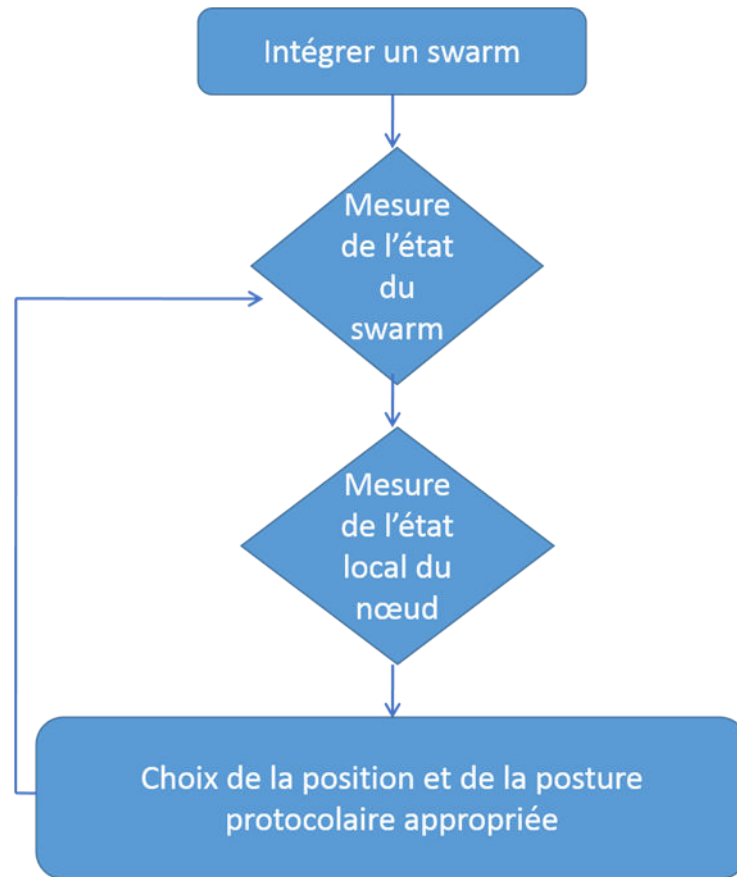 Intégrer un swarm
Mesure
de l'état
du
swarm
Mesure
de l'état
local du
nœud
Choix de la position et de la posture
protocolaire appropriée